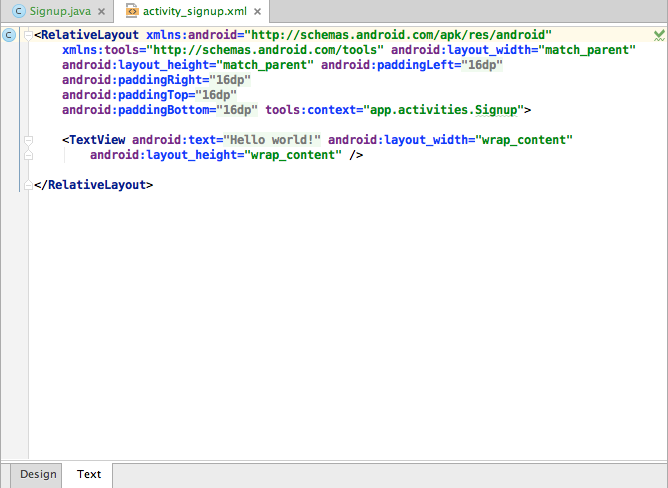 Signup.java
activity_signup.xml
C
<RelativeLayout xmlns:android="http://schemas.android.com/apk/res/android"
xmlns:tools="http://schemas.android.com/tools" android:layout_width="match_parent"
android:layout_height="match_parent" android:paddingLeft="16dp"
android:paddingRight="16dp"
android:paddingTop="16dp"
android:paddingBottom="16dp" tools:context="app.activities.Signup">
<TextView android:text="Hello world!" android:layout_width="wrap_content"
android:layout_height="wrap_content" />
</RelativeLayout>
Design Text